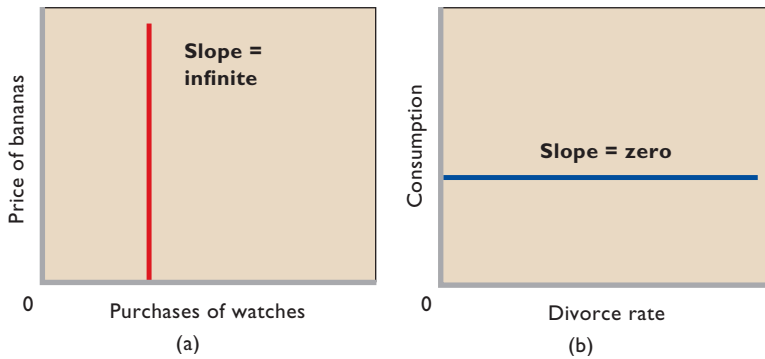 Price of bananas
Slope =
infinite
0
Purchases of watches
(a)
Consumption
Slope = zero
0
Divorce rate
(b)